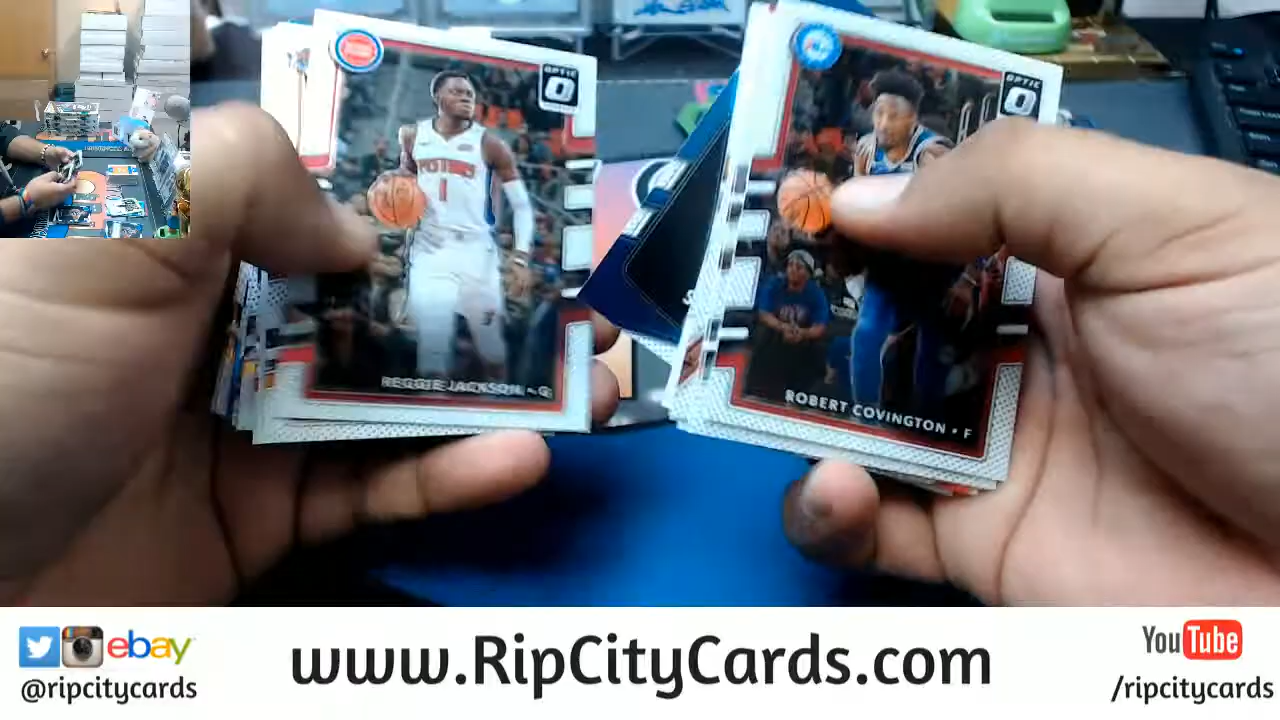 OPTIC
OPTIC
PISTONS
1
REGGIE JACKSON • G
ROBERT COVINGTON • F
ebay
www.RipCityCards.com
YouTube
@ripcitycards
/ripcitycards